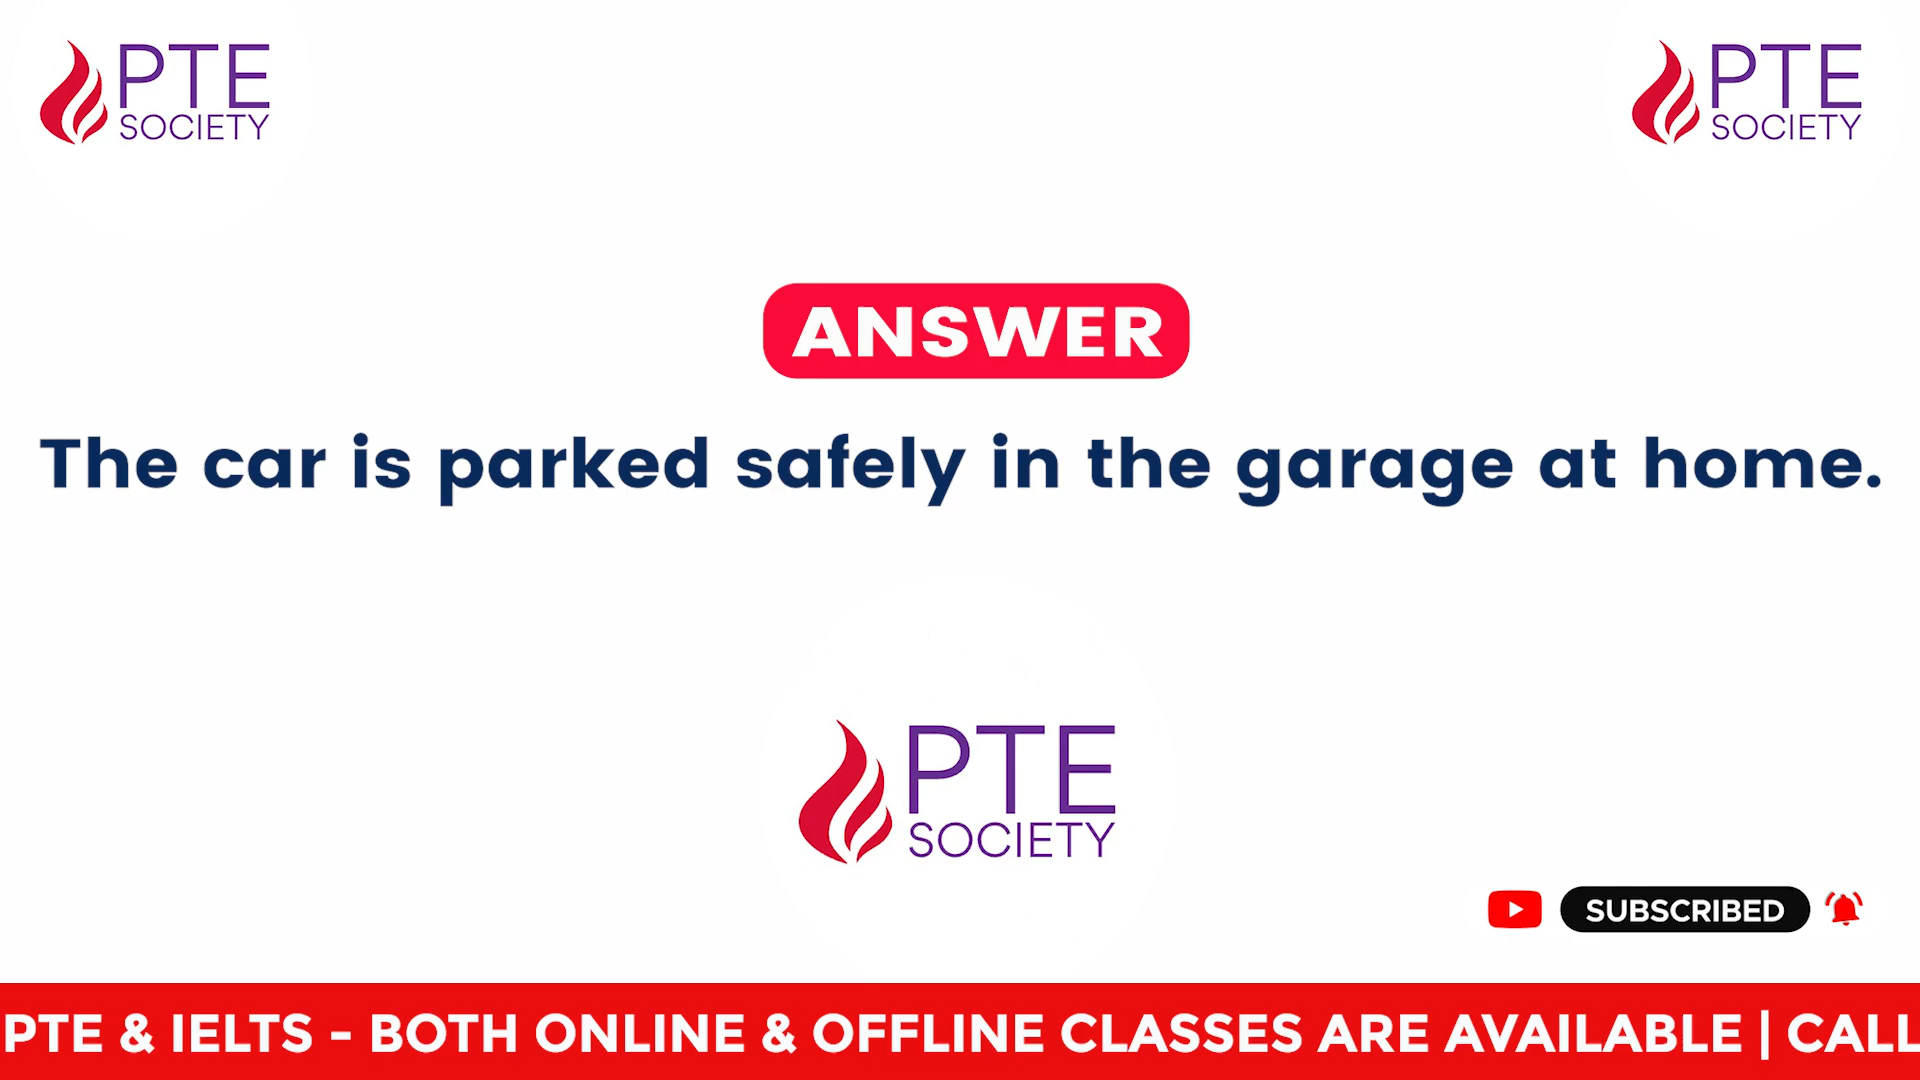 PTE
SOCIETY
PTE
SOCIETY
ANSWER
The car is parked safely in the garage at home.
PTE
SOCIETY
SUBSCRIBED
PTE & IELTS - BOTH ONLINE & OFFLINE CLASSES ARE AVAILABLE | CALL